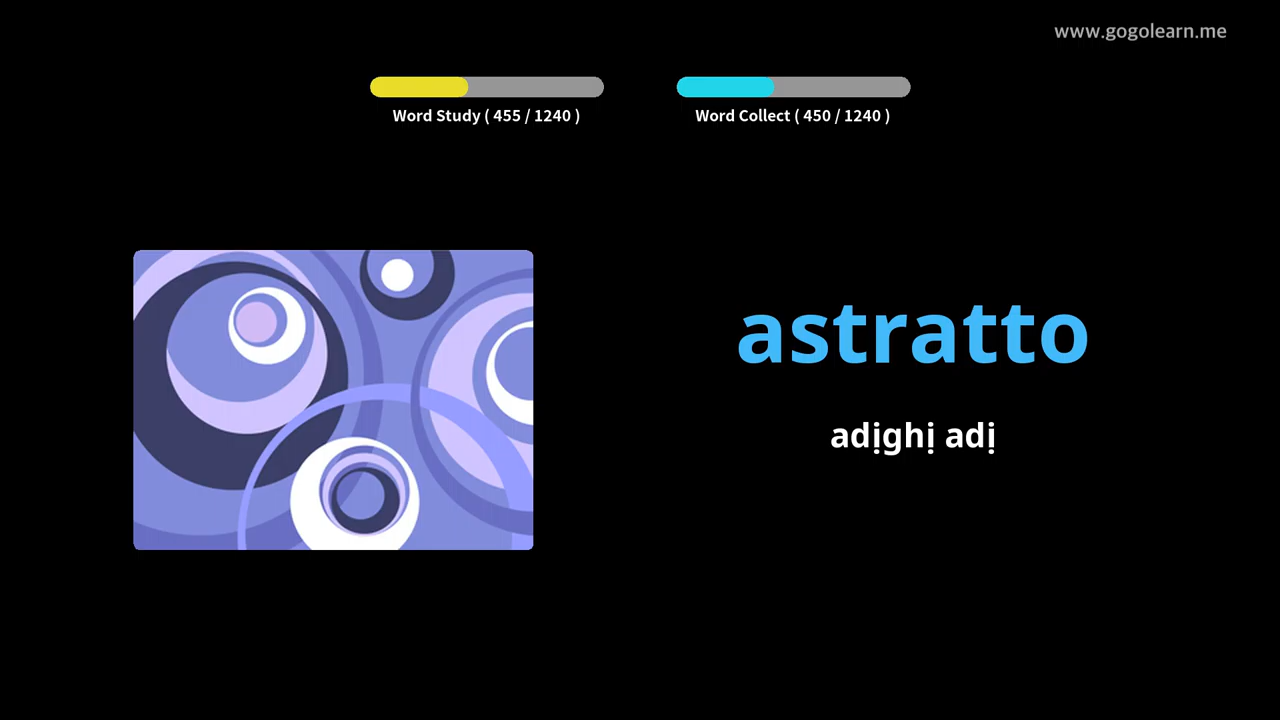 www.gogolearn.me
Word Study ( 455 / 1240 )
Word Collect ( 450 / 1240 )
astratto
adịghị adị